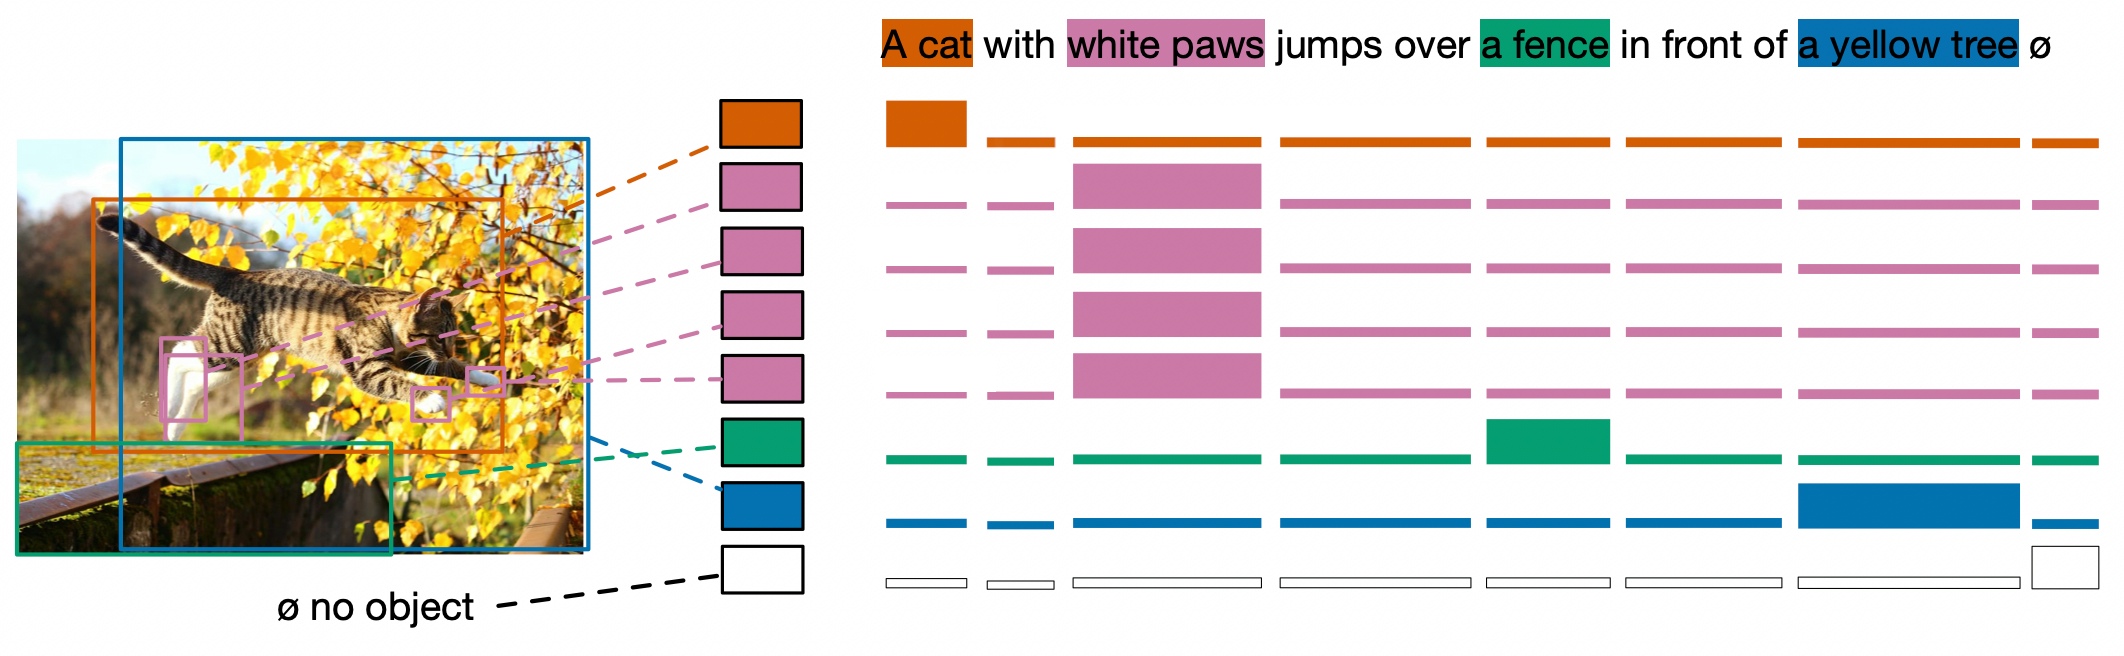 A cat with white paws jumps over a fence in front of a yellow tree ø
ø no object